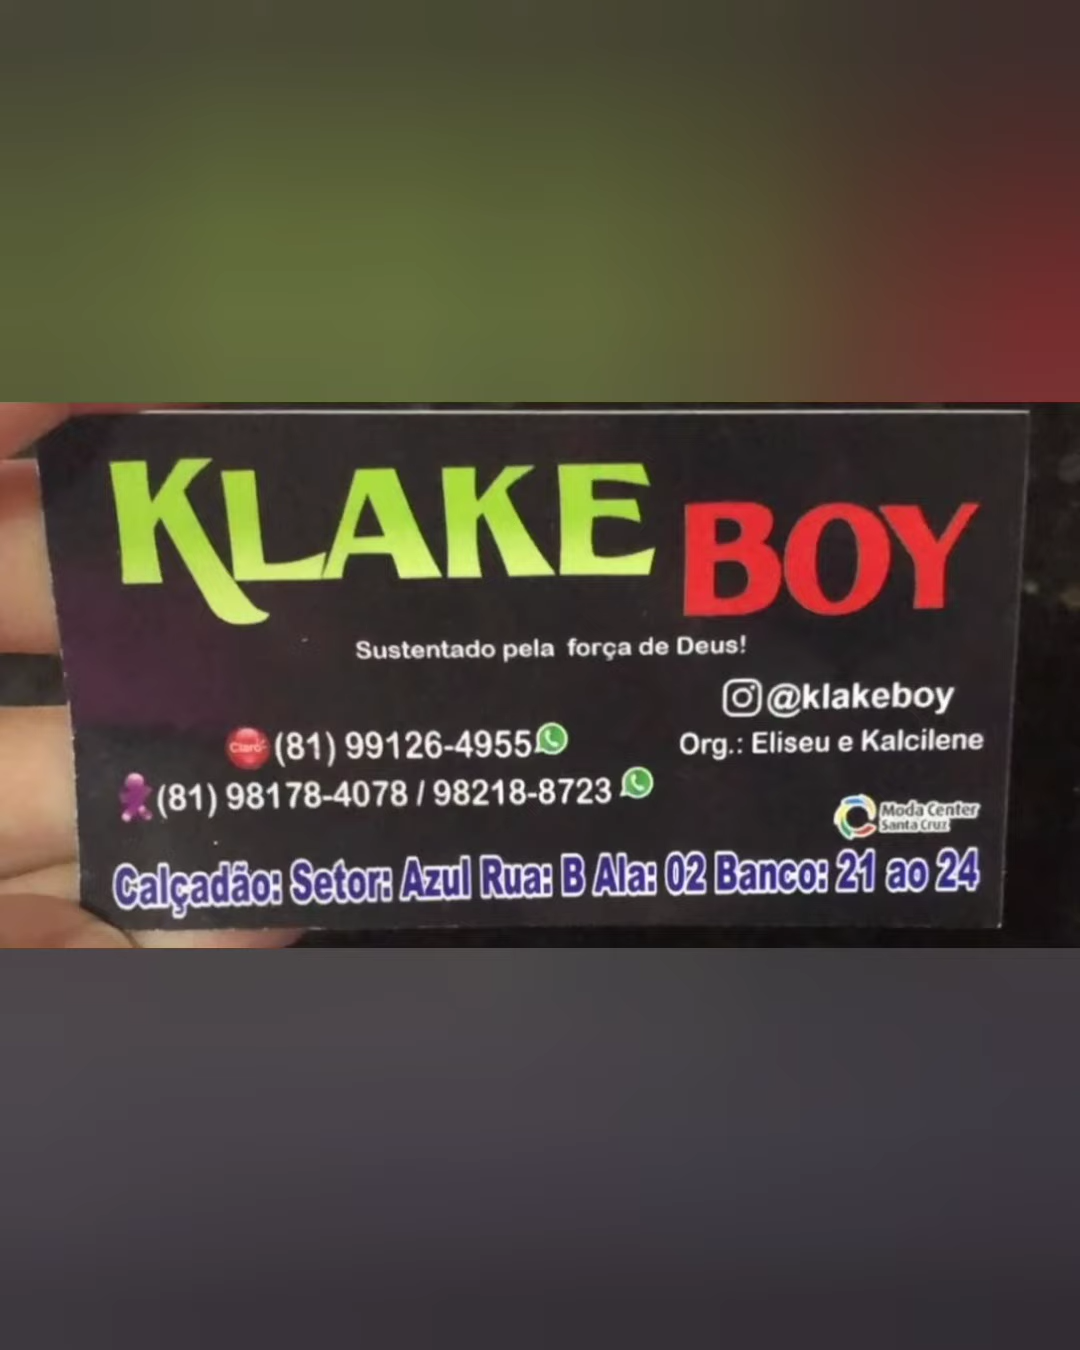 KLAKE BOY
Sustentado pela força de Deus!
@klakeboy
Claro (81) 99126-4955
Org.: Eliseu e Kalcilene
(81) 98178-4078 / 98218-8723
Moda Center
Santa Cruz
Calçadão: Setor: Azul Rua: B Ala: 02 Banco: 21 ao 24